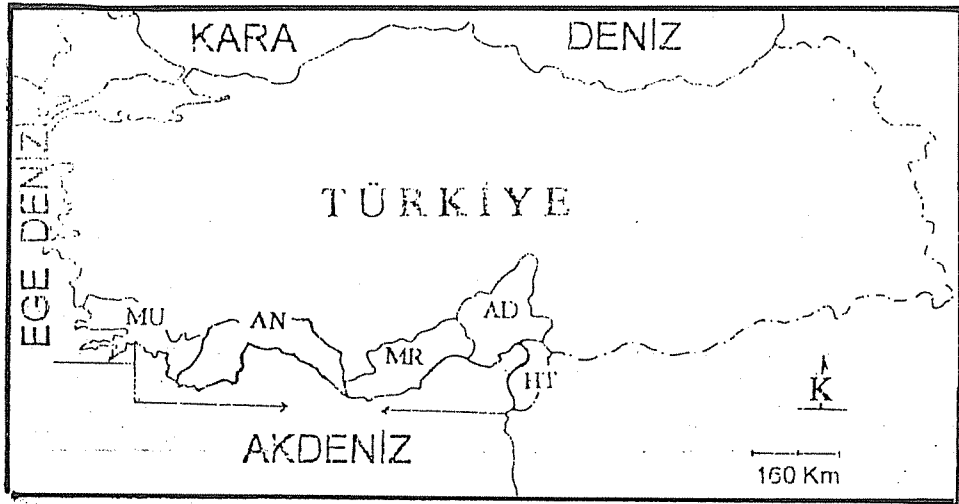 KARA DENİZ
EGE DENİZİ
TÜRKİYE
MU
AN
MR
AD
HT
K
AKDENİZ
160 Km